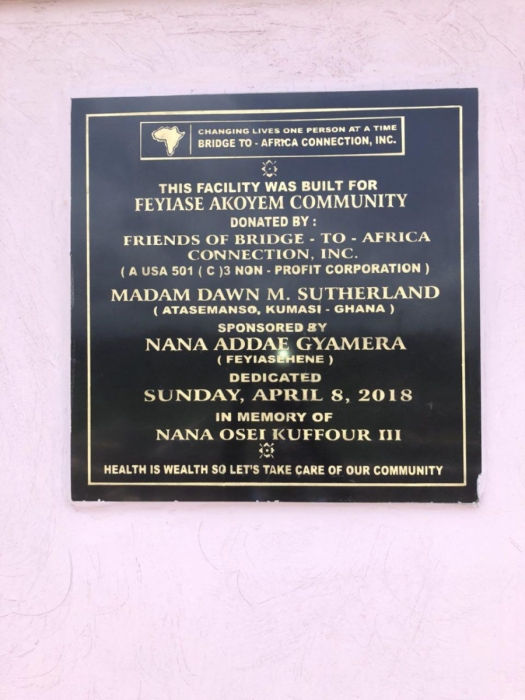 CHANGING LIVES ONE PERSON AT A TIME
BRIDGE TO - AFRICA CONNECTION, INC.
THIS FACILITY WAS BUILT FOR
FEYIASE AKOYEM COMMUNITY
DONATED BY :
FRIENDS OF BRIDGE - TO - AFRICA
CONNECTION, INC.
( A USA 501 ( C )3 NON - PROFIT CORPORATION )
MADAM DAWN M. SUTHERLAND
( ATASEMANSO, KUMASI - GHANA )
SPONSORED BY
NANA ADDAE GYAMERA
( FEYIASEHENE )
DEDICATED
SUNDAY, APRIL 8, 2018
IN MEMORY OF
NANA OSEI KUFFOUR III
HEALTH IS WEALTH SO LET'S TAKE CARE OF OUR COMMUNITY